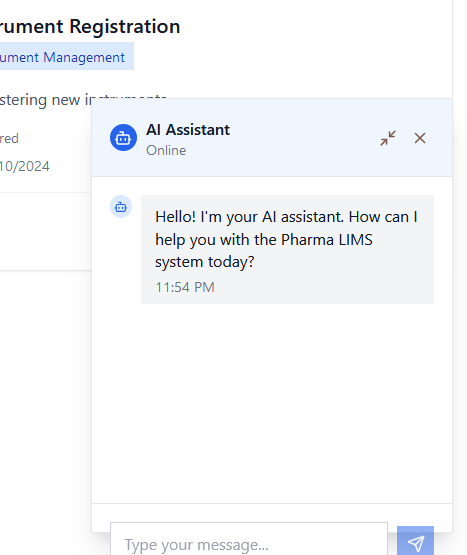 rument Registration
ument Management
stering new instruments
red
10/2024
AI Assistant
Online
Hello! I'm your AI assistant. How can I
help you with the Pharma LIMS
system today?
11:54 PM
Type your message...